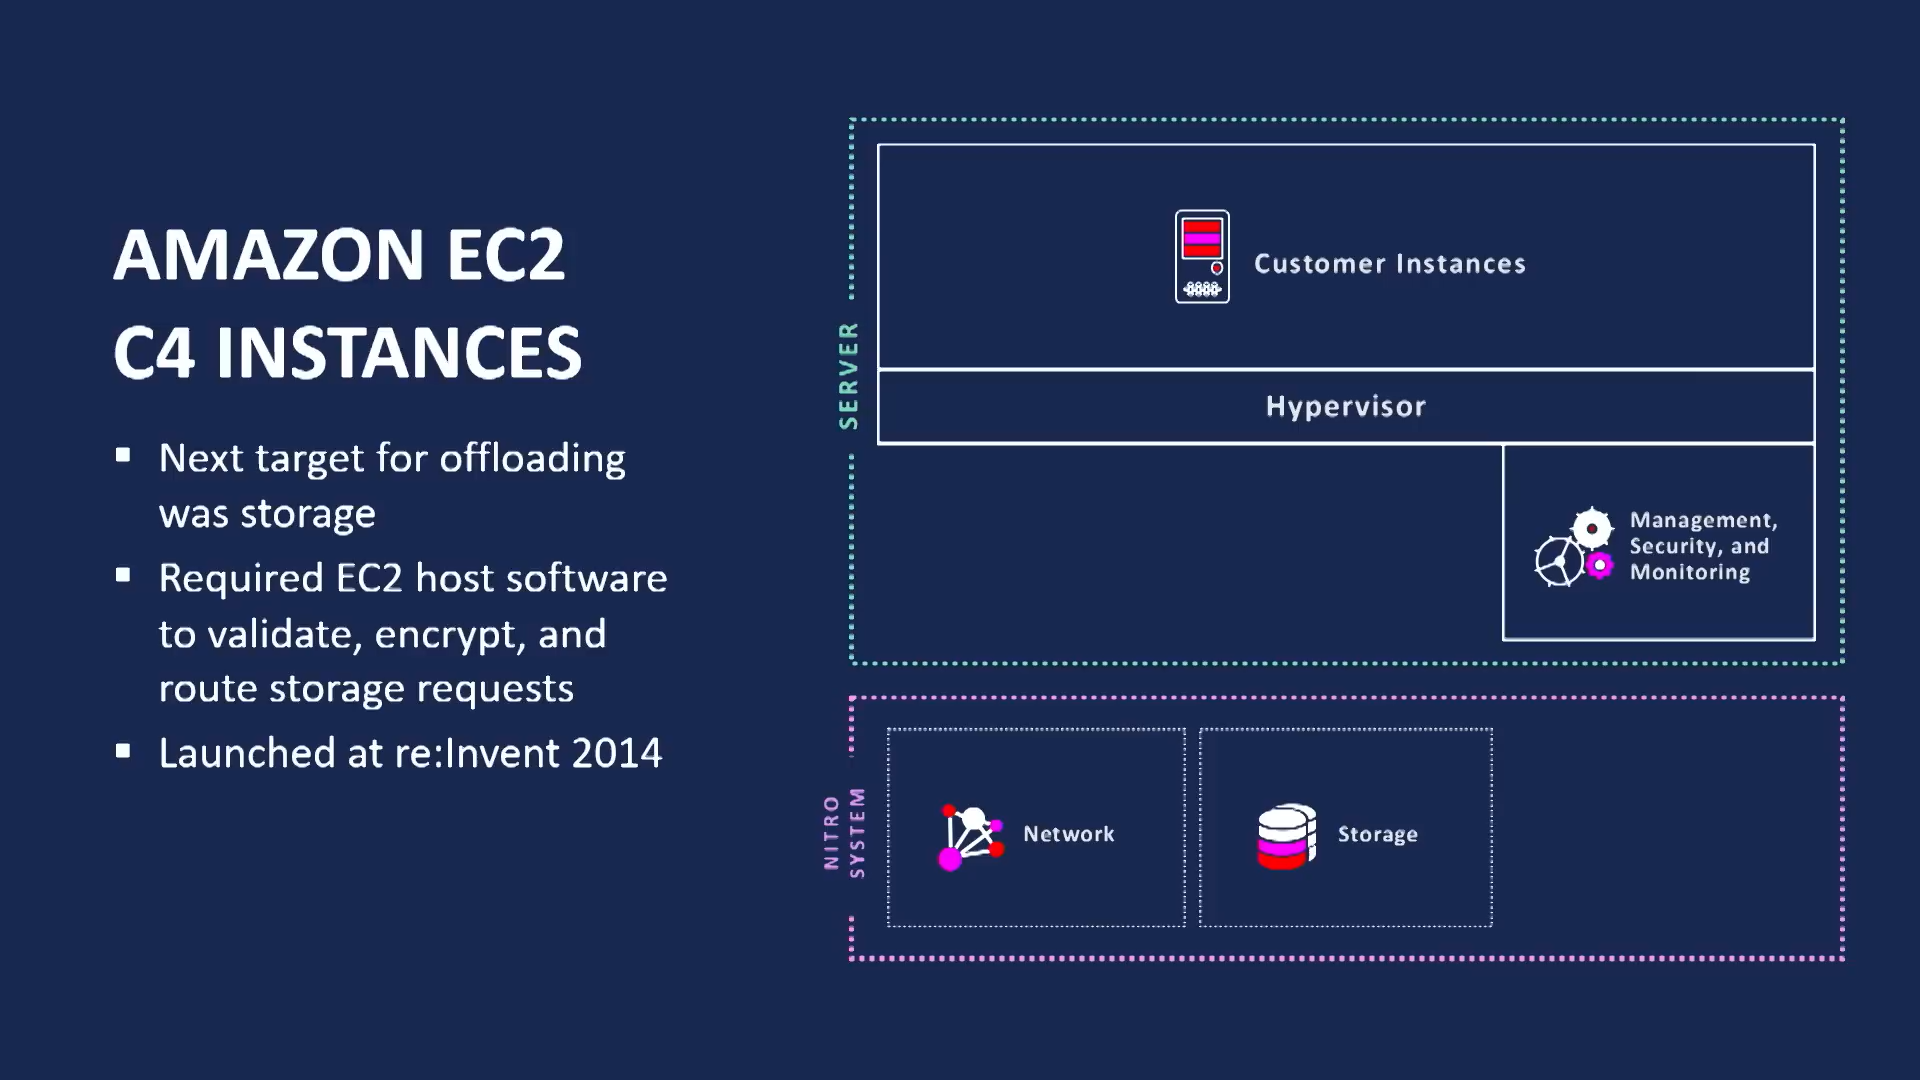 AMAZON EC2
C4 INSTANCES
▪ Next target for offloading
was storage
▪ Required EC2 host software
to validate, encrypt, and
route storage requests
▪ Launched at re:Invent 2014
SERVER
Customer Instances
Hypervisor
Management,
Security, and
Monitoring
NITRO
SYSTEM
Network
Storage